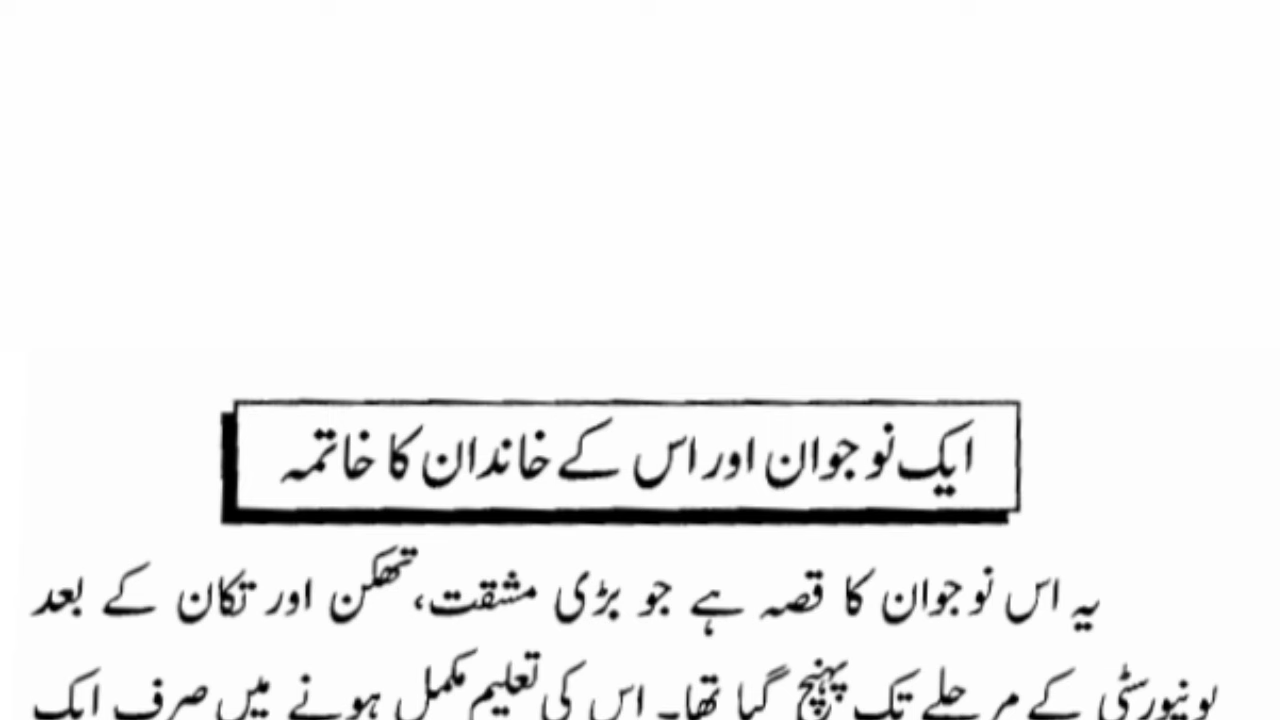 ایک نوجوان اور اس کے خاندان کا خاتمہ
یہ اس نوجوان کا قصہ ہے جو بڑی مشقت، تھکن اور تکان کے بعد
یونیورسٹی کے مرحلے تک پہنچ گیا تھا۔ اس کی تعلیم مکمل ہونے میں صرف ایک